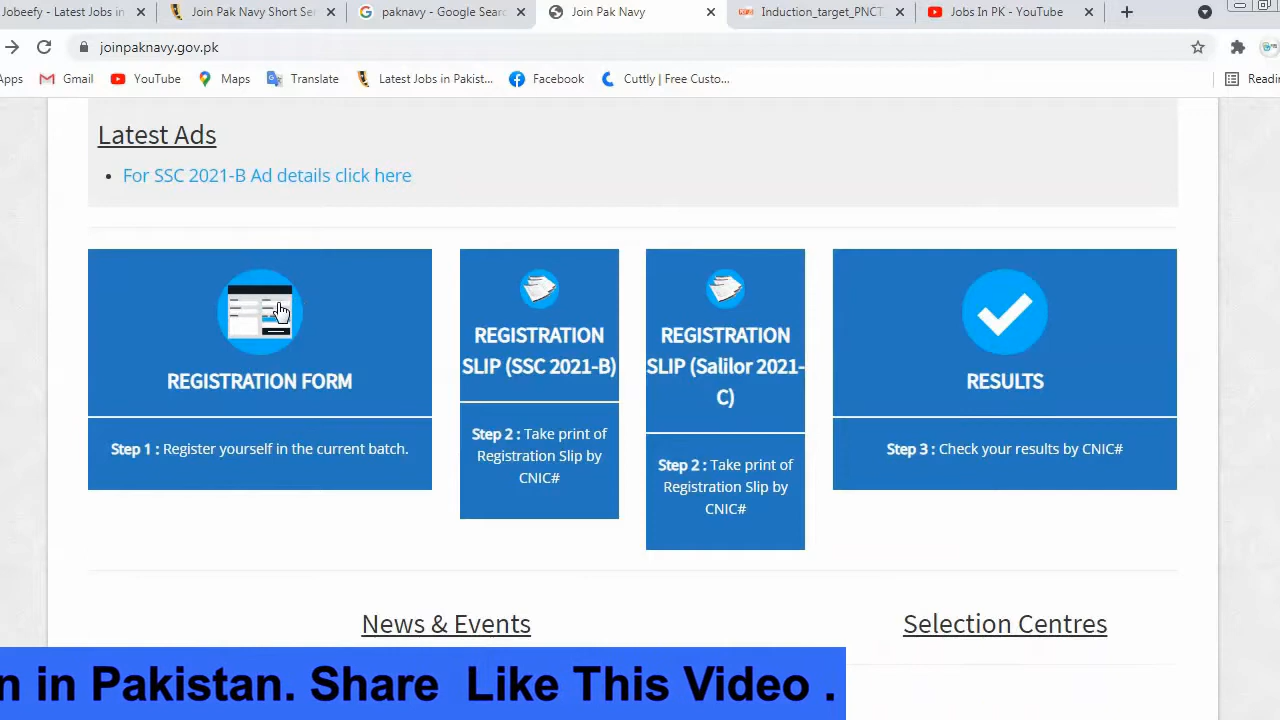 Jobeefy - Latest Jobs in
Join Pak Navy Short Ser
paknavy - Google Searc
Join Pak Navy
Induction_target_PNCT
Jobs In PK - YouTube
joinpaknavy.gov.pk
Apps
Gmail
YouTube
Maps
Translate
Latest Jobs in Pakist...
Facebook
Cuttly | Free Custo...
Readin
Latest Ads
For SSC 2021-B Ad details click here
REGISTRATION FORM
Step 1 : Register yourself in the current batch.
REGISTRATION
SLIP (SSC 2021-B)
Step 2 : Take print of
Registration Slip by
CNIC#
REGISTRATION
SLIP (Salilor 2021-
C)
Step 2 : Take print of
Registration Slip by
CNIC#
RESULTS
Step 3 : Check your results by CNIC#
News & Events
Selection Centres
n in Pakistan. Share Like This Video .